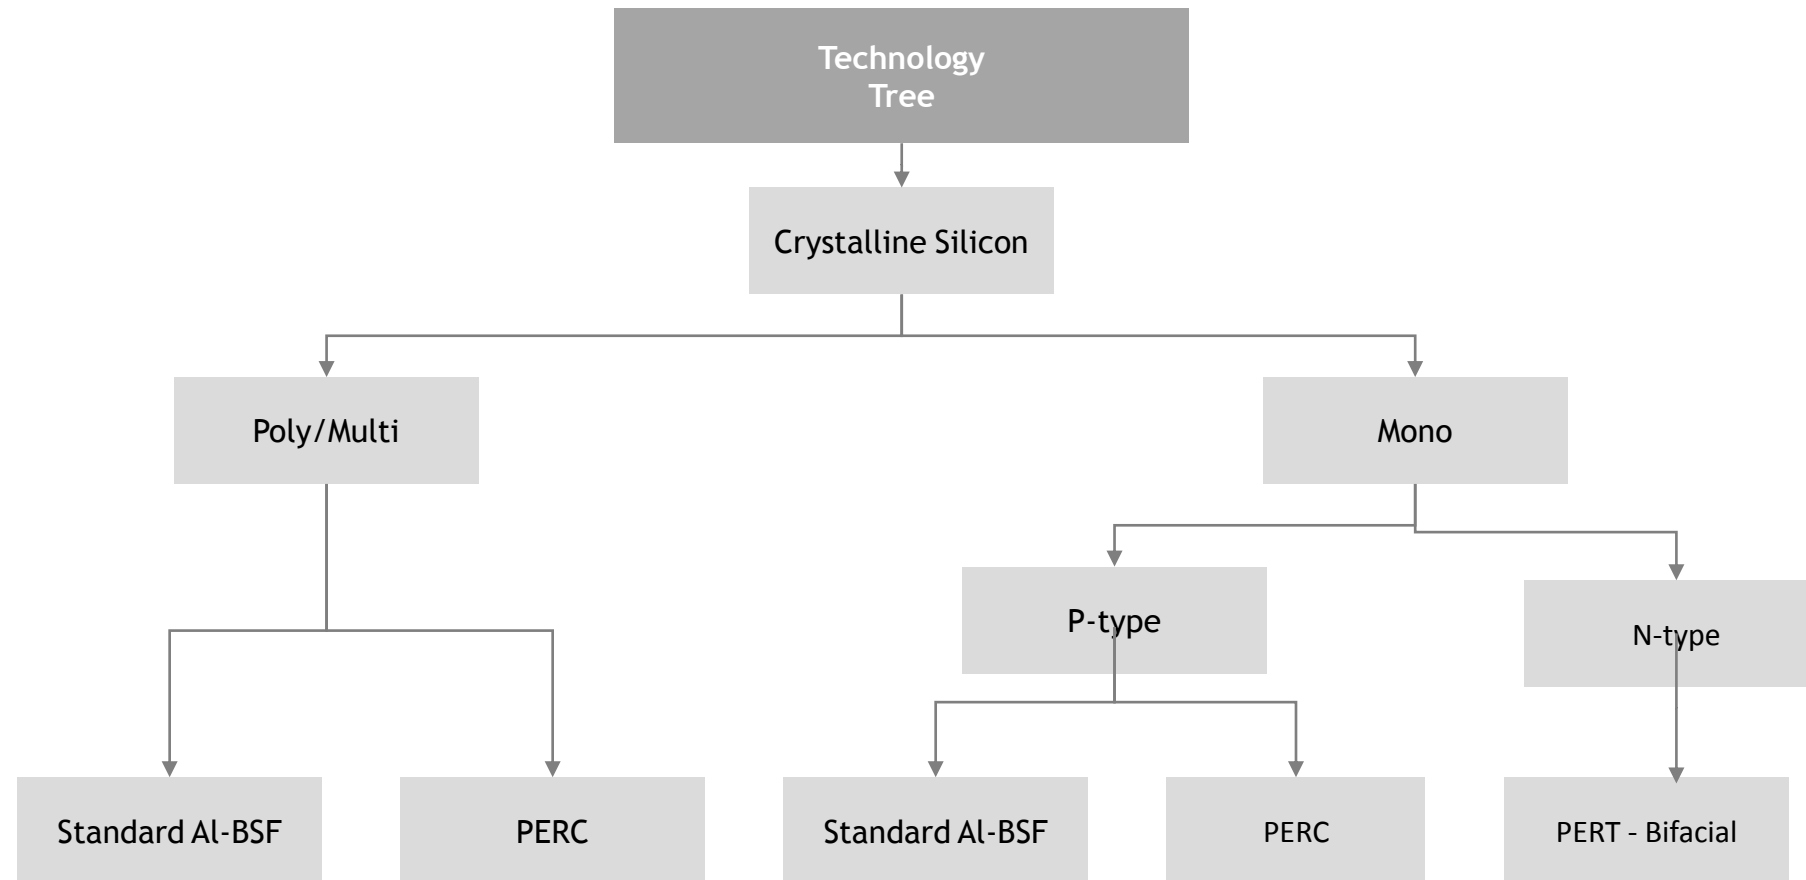 Technology
Tree
Crystalline Silicon
Poly/Multi
Mono
P-type
N-type
Standard Al-BSF
PERC
Standard Al-BSF
PERC
PERT - Bifacial